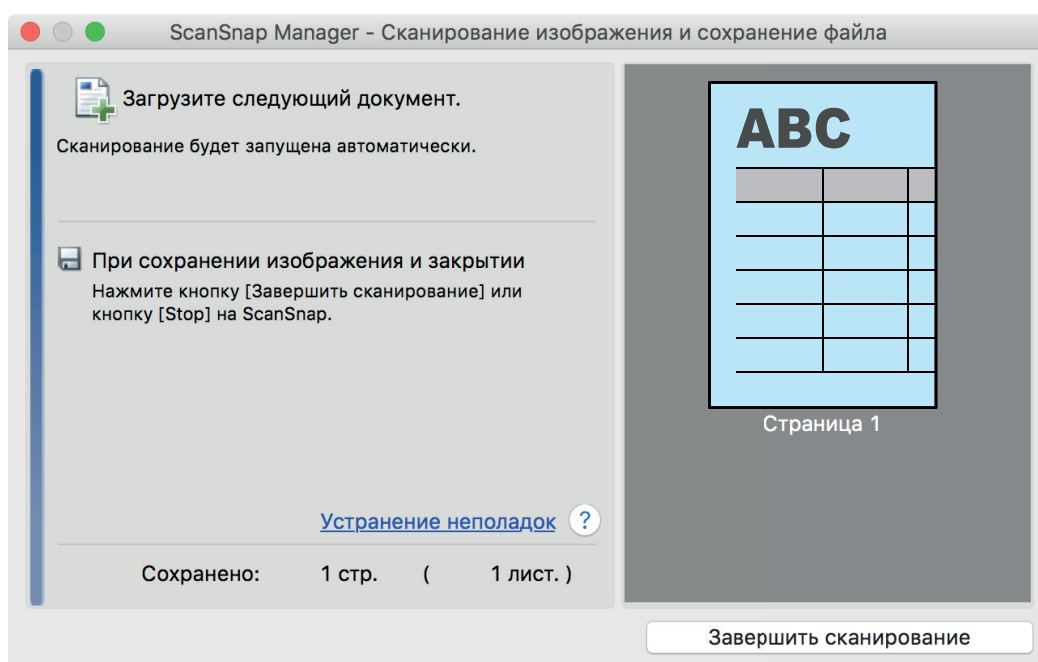 ScanSnap Manager - Сканирование изображения и сохранение файла
Загрузите следующий документ.
Сканирование будет запущена автоматически.
При сохранении изображения и закрытии
Нажмите кнопку [Завершить сканирование] или
кнопку [Stop] на ScanSnap.
Устранение неполадок ?
Сохранено: 1 стр. ( 1 лист. )
ABC
Страница 1
Завершить сканирование